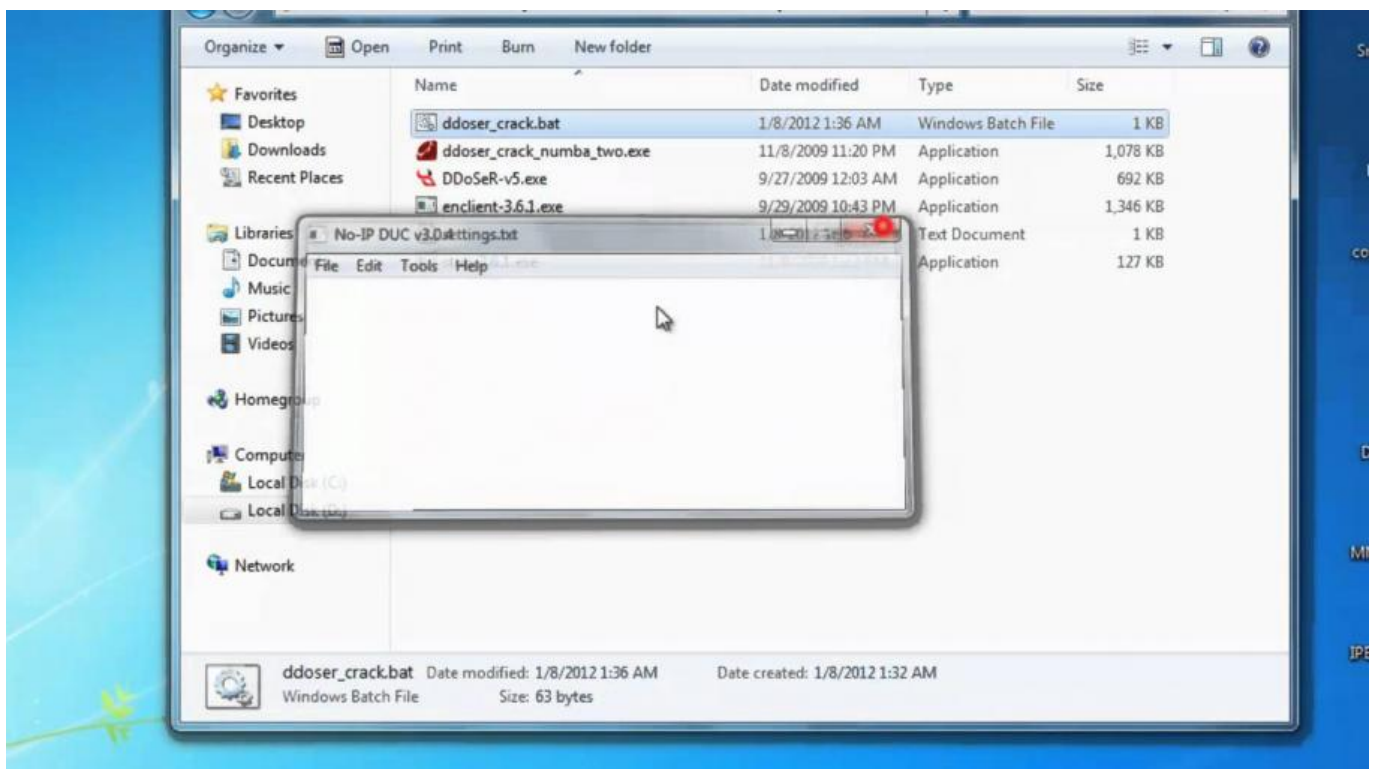 Organize Open Print Burn New folder
Name Date modified Type Size
Favorites
Desktop
Downloads
Recent Places
ddoser_crack.bat 1/8/2012 1:36 AM Windows Batch File 1 KB
ddoser_crack_numba_two.exe 11/8/2009 11:20 PM Application 1,078 KB
DDoSeR-v5.exe 9/27/2009 12:03 AM Application 692 KB
enclient-3.6.1.exe 9/29/2009 10:43 PM Application 1,346 KB
Text Document 1 KB
Application 127 KB
Libraries
Music
Pictures
Videos
No-IP DUC
File Edit Tools Help
Local Disk (C:)
Local Disk (D:)
Network
ddoser_crack.bat Date modified: 1/8/2012 1:36 AM Date created: 1/8/2012 1:32 AM
Windows Batch File Size: 63 bytes